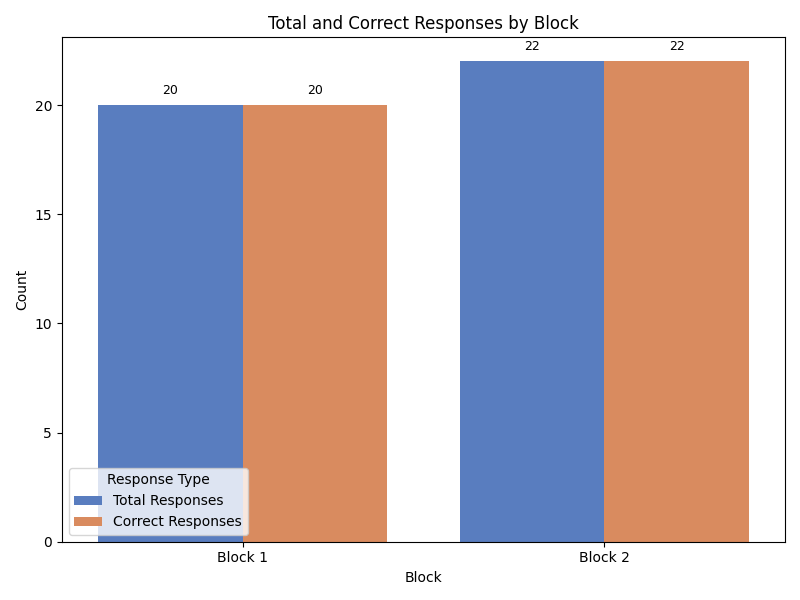 Total and Correct Responses by Block
20
20
22
22
20
15
10
5
0
Count
Response Type
Total Responses
Correct Responses
Block 1
Block 2
Block